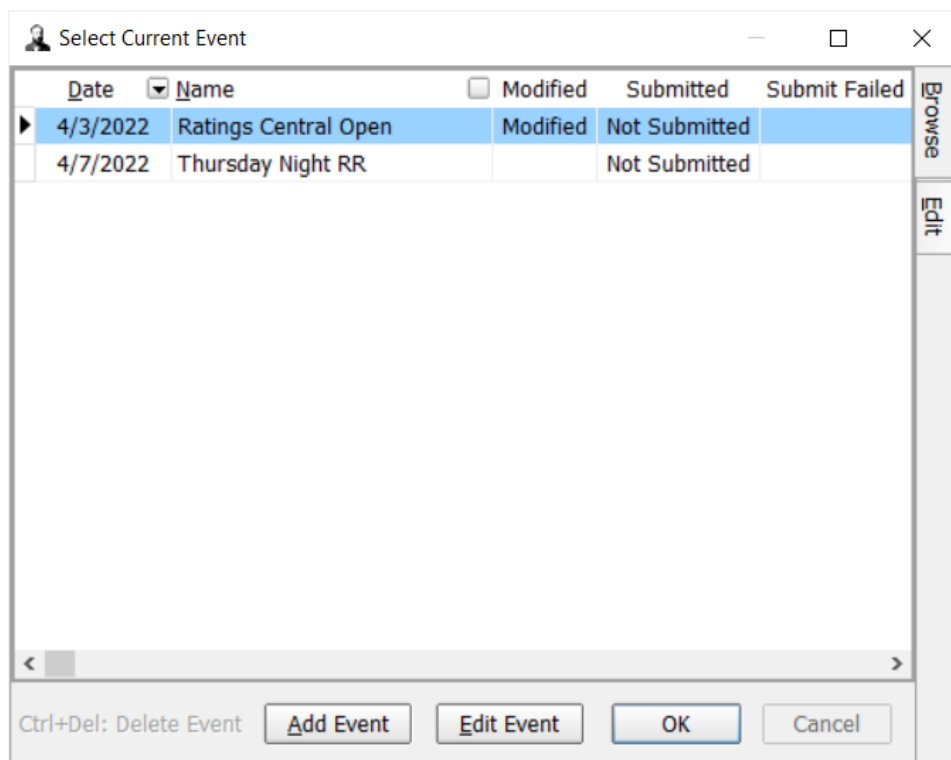 Select Current Event
Date Name Modified Submitted Submit Failed
4/3/2022 Ratings Central Open Modified Not Submitted
4/7/2022 Thursday Night RR Not Submitted
Browse
Edit
Ctrl+Del: Delete Event Add Event Edit Event OK Cancel